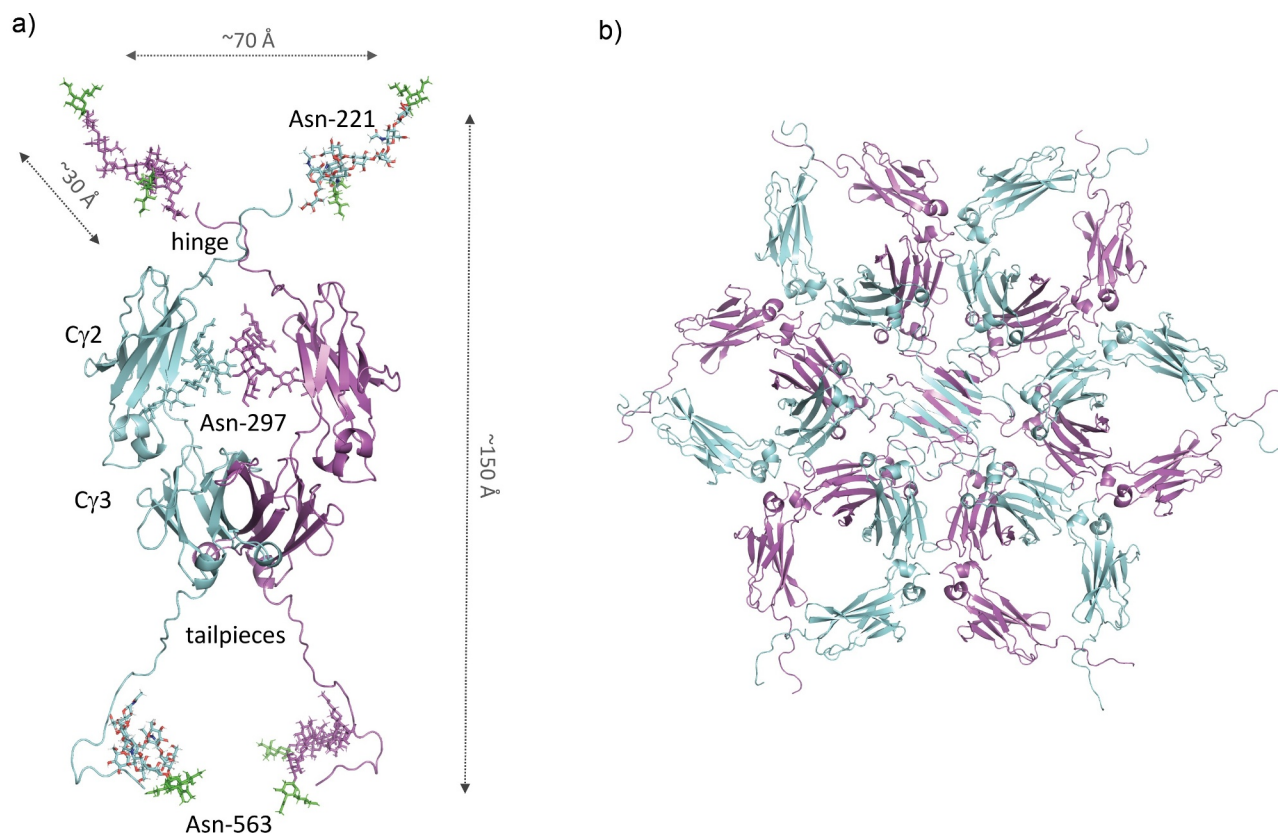 a)
b)
~70 Å
Asn-221
~30 Å
hinge
Cγ2
Asn-297
~150 Å
Cγ3
tailpieces
Asn-563